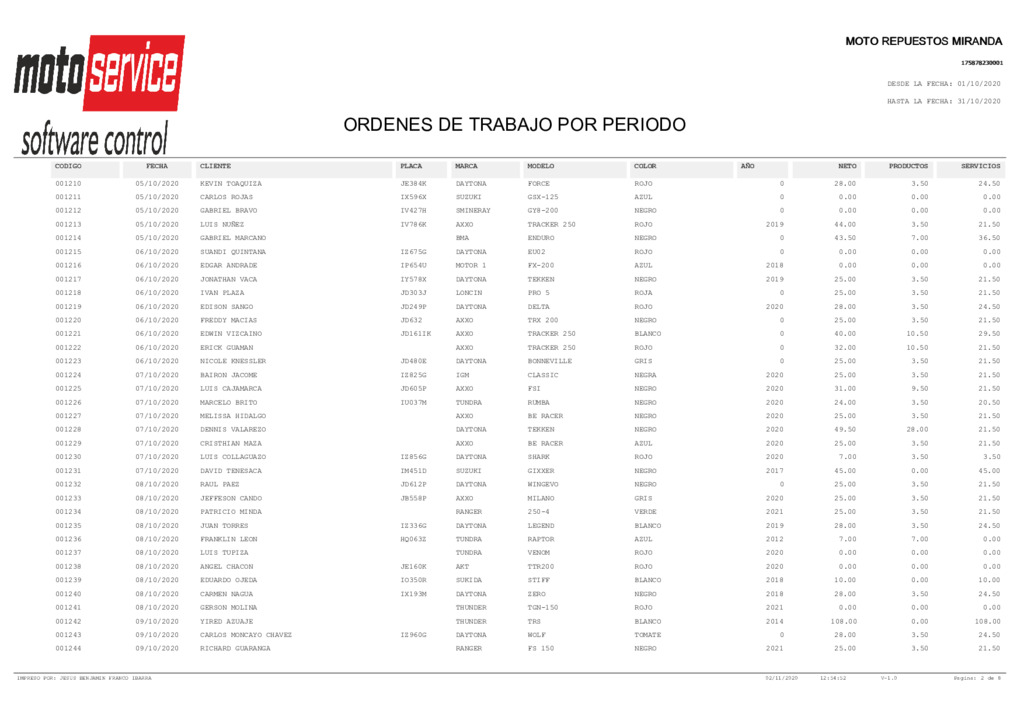 moto service
software control
MOTO REPUESTOS MIRANDA
175878230001
DESDE LA FECHA: 01/10/2020
HASTA LA FECHA: 31/10/2020
ORDENES DE TRABAJO POR PERIODO
CODIGO FECHA CLIENTE PLACA MARCA MODELO COLOR AÑO NETO PRODUCTOS SERVICIOS
001210 05/10/2020 KEVIN TOAQUIZA JE384K DAYTONA FORCE ROJO 0 28.00 3.50 24.50
001211 05/10/2020 CARLOS ROJAS IX596X SUZUKI GSX-125 AZUL 0 0.00 0.00 0.00
001212 05/10/2020 GABRIEL BRAVO IV427H SMINERAY GY8-200 NEGRO 0 0.00 0.00 0.00
001213 05/10/2020 LUIS NUÑEZ IV786K AXXO TRACKER 250 ROJO 2019 44.00 3.50 21.50
001214 05/10/2020 GABRIEL MARCANO BMA ENDURO NEGRO 0 43.50 7.00 36.50
001215 06/10/2020 SUANDI QUINTANA IZ675G DAYTONA EU02 ROJO 0 0.00 0.00 0.00
001216 06/10/2020 EDGAR ANDRADE IP654U MOTOR 1 FX-200 AZUL 2018 0.00 0.00 0.00
001217 06/10/2020 JONATHAN VACA IY578X DAYTONA TEKKEN NEGRO 2019 25.00 3.50 21.50
001218 06/10/2020 IVAN PLAZA JD303J LONCIN PRO 5 ROJA 0 25.00 3.50 21.50
001219 06/10/2020 EDISON SANGO JD249P DAYTONA DELTA ROJO 2020 28.00 3.50 24.50
001220 06/10/2020 FREDDY MACIAS JD632 AXXO TRX 200 NEGRO 0 25.00 3.50 21.50
001221 06/10/2020 EDWIN VIZCAINO JD161IK AXXO TRACKER 250 BLANCO 0 40.00 10.50 29.50
001222 06/10/2020 ERICK GUAMAN AXXO TRACKER 250 ROJO 0 32.00 10.50 21.50
001223 06/10/2020 NICOLE KNESSLER JD480E DAYTONA BONNEVILLE GRIS 0 25.00 3.50 21.50
001224 07/10/2020 BAIRON JACOME IZ825G IGM CLASSIC NEGRA 2020 25.00 3.50 21.50
001225 07/10/2020 LUIS CAJAMARCA JD605P AXXO FSI NEGRO 2020 31.00 9.50 21.50
001226 07/10/2020 MARCELO BRITO IU037M TUNDRA RUMBA NEGRO 2020 24.00 3.50 20.50
001227 07/10/2020 MELISSA HIDALGO AXXO BE RACER NEGRO 2020 25.00 3.50 21.50
001228 07/10/2020 DENNIS VALAREZO DAYTONA TEKKEN NEGRO 2020 49.50 28.00 21.50
001229 07/10/2020 CRISTHIAN MAZA AXXO BE RACER AZUL 2020 25.00 3.50 21.50
001230 07/10/2020 LUIS COLLAGUAZO IZ856G DAYTONA SHARK ROJO 2020 7.00 3.50 3.50
001231 07/10/2020 DAVID TENESACA IM451D SUZUKI GIXXER NEGRO 2017 45.00 0.00 45.00
001232 08/10/2020 RAUL PAEZ JD612P DAYTONA WINGEVO NEGRO 0 25.00 3.50 21.50
001233 08/10/2020 JEFFESON CANDO JB558P AXXO MILANO GRIS 2020 25.00 3.50 21.50
001234 08/10/2020 PATRICIO MINDA RANGER 250-4 VERDE 2021 25.00 3.50 21.50
001235 08/10/2020 JUAN TORRES IZ336G DAYTONA LEGEND BLANCO 2019 28.00 3.50 24.50
001236 08/10/2020 FRANKLIN LEON HQ063Z TUNDRA RAPTOR AZUL 2012 7.00 7.00 0.00
001237 08/10/2020 LUIS TUPIZA TUNDRA VENOM ROJO 2020 0.00 0.00 0.00
001238 08/10/2020 ANGEL CHACON JE160K AKT TTR200 ROJO 2020 0.00 0.00 0.00
001239 08/10/2020 EDUARDO OJEDA IO350R SUKIDA STIFF BLANCO 2018 10.00 0.00 10.00
001240 08/10/2020 CARMEN NAGUA IX193M DAYTONA ZERO NEGRO 2018 28.00 3.50 24.50
001241 08/10/2020 GERSON MOLINA THUNDER TGN-150 ROJO 2021 0.00 0.00 0.00
001242 09/10/2020 YIRED AZUAJE THUNDER TRS BLANCO 2014 108.00 0.00 108.00
001243 09/10/2020 CARLOS MONCAYO CHAVEZ IZ960G DAYTONA WOLF TOMATE 0 28.00 3.50 24.50
001244 09/10/2020 RICHARD GUARANGA RANGER FS 150 NEGRO 2021 25.00 3.50 21.50
IMPRESO POR: JESUS BENJAMIN FRANCO IBARRA 02/11/2020 12:54:52 V-1.0 Pagina: 2 de 8